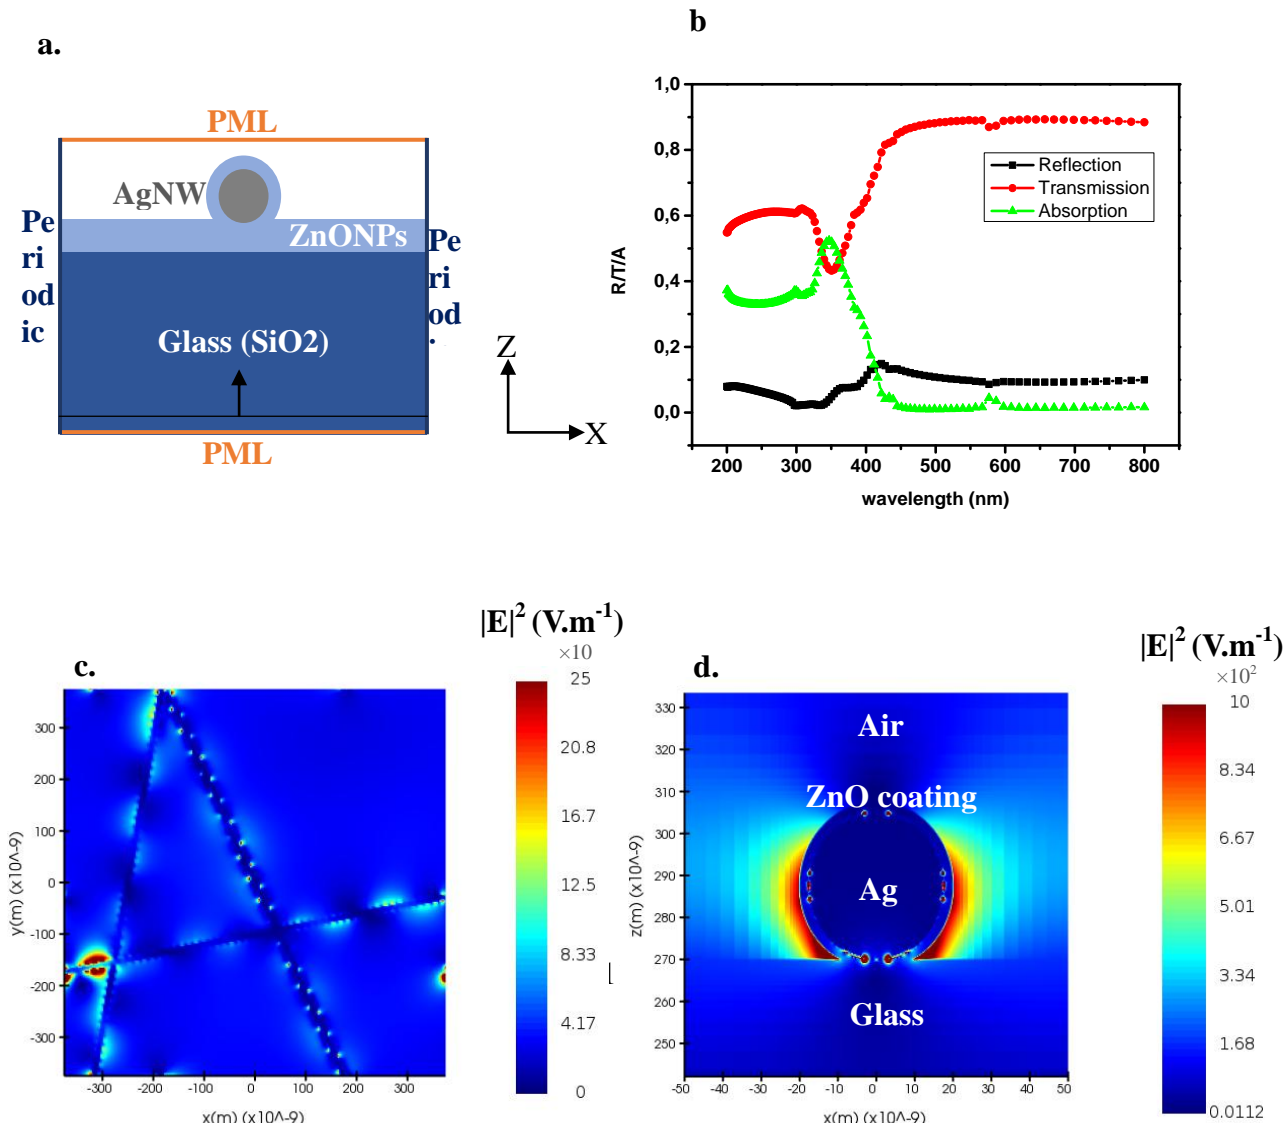 a.
PML
AgNW
ZnONPs
Pe
ri
od
ic
Pe
ri
od
.
Glass (SiO2)
PML
Z
X
b
1,0
0,8
0,6
0,4
0,2
0,0
R/T/A
Reflection
Transmission
Absorption
200 300 400 500 600 700 800
wavelength (nm)
c.
|E|² (V.m⁻¹)
×10
25
20.8
16.7
12.5
8.33
4.17
0
300
200
100
0
-100
-200
-300
y(m) (x10^-9)
-300 -200 -100 0 100 200 300
x(m) (x10^-9)
d.
|E|² (V.m⁻¹)
×10²
10
8.34
6.67
5.01
3.34
1.68
0.0112
Air
ZnO coating
Ag
Glass
330
320
310
300
290
280
270
260
250
z(m) (x10^-9)
-50 -40 -30 -20 -10 0 10 20 30 40 50
x(m) (x10^-9)